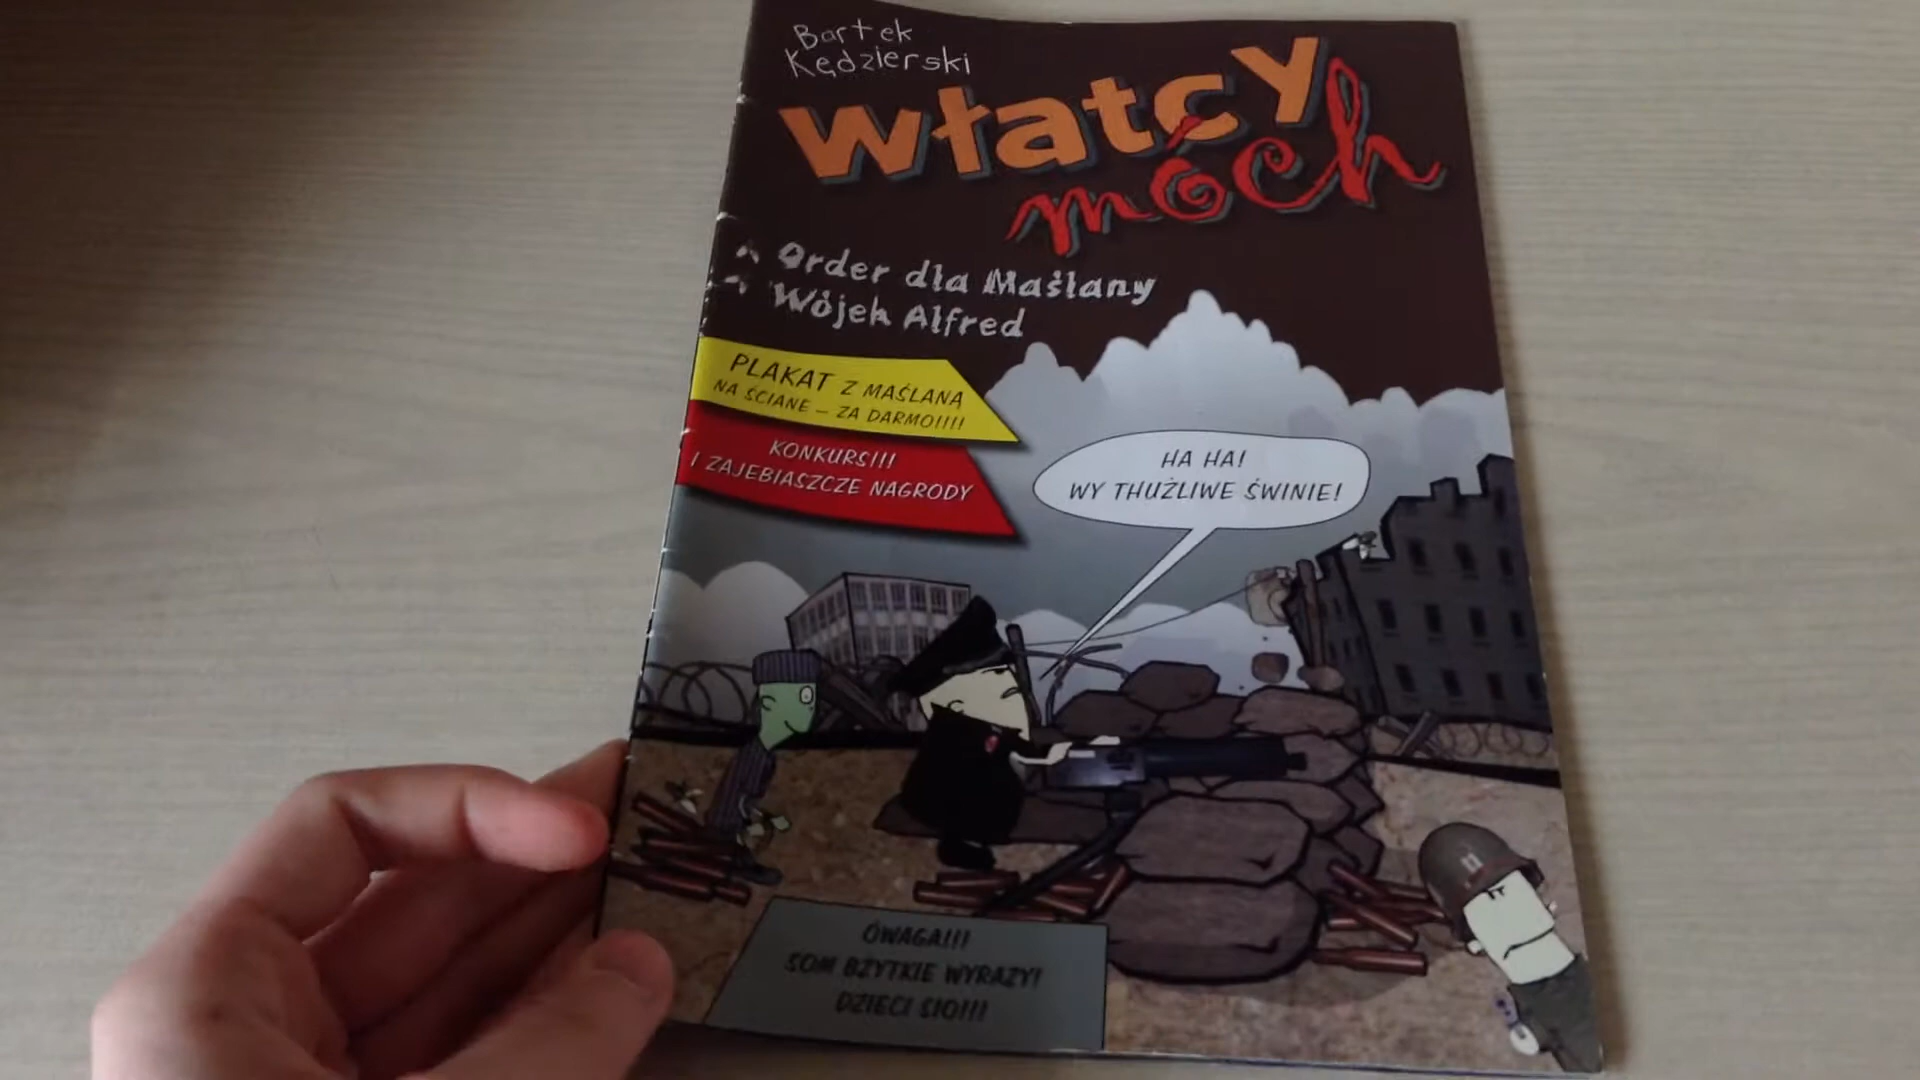 Bartek
Kędzierski
włatcy
móch
Order dla Maślany
Wójek Alfred
PLAKAT Z MAŚLANĄ
NA ŚCIANE – ZA DARMO!!!!
KONKURS!!!
I ZAJEBIASZCZE NAGRODY
HA HA!
WY THUŻLIWE ŚWINIE!
ÓWAGA!!!
SOM BZYTKIE WYRAZY!
DZIECI SIO!!!